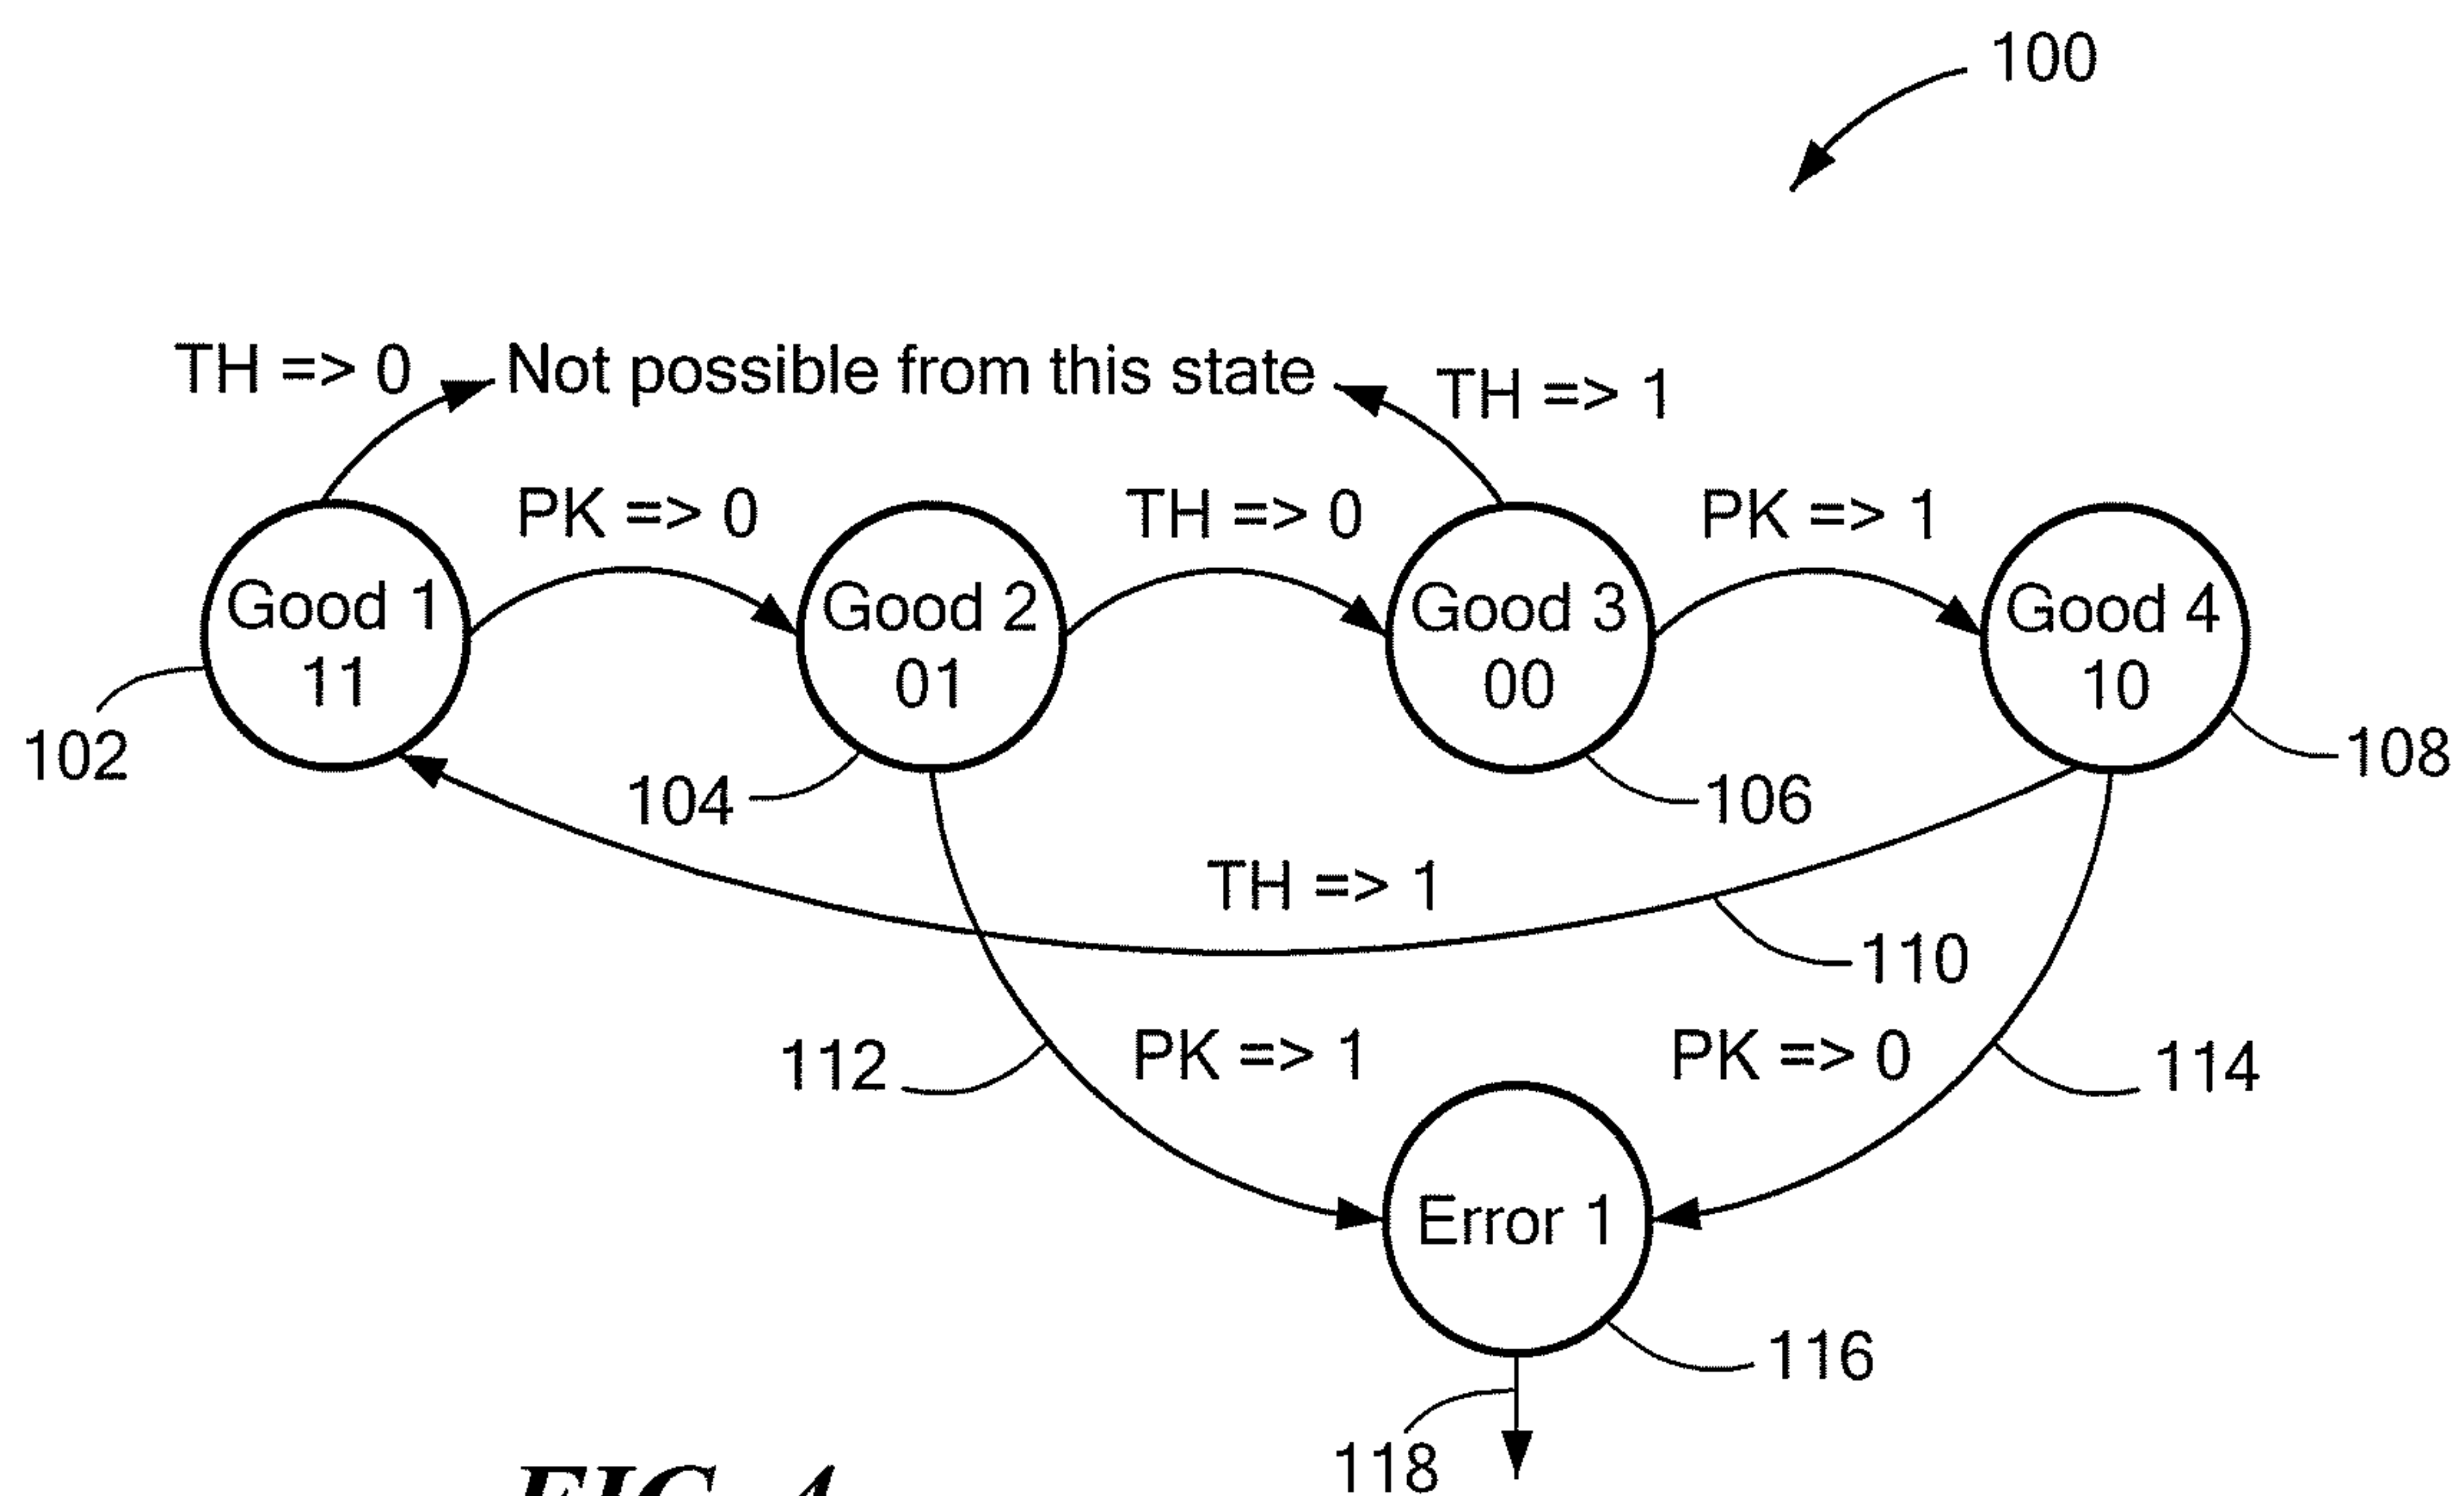 100
TH => 0
Not possible from this state
TH => 1
PK => 0
TH => 0
PK => 1
Good 1
11
Good 2
01
Good 3
00
Good 4
10
102
104
106
108
TH => 1
110
112
PK => 1
PK => 0
114
Error 1
116
118
FIG. 4